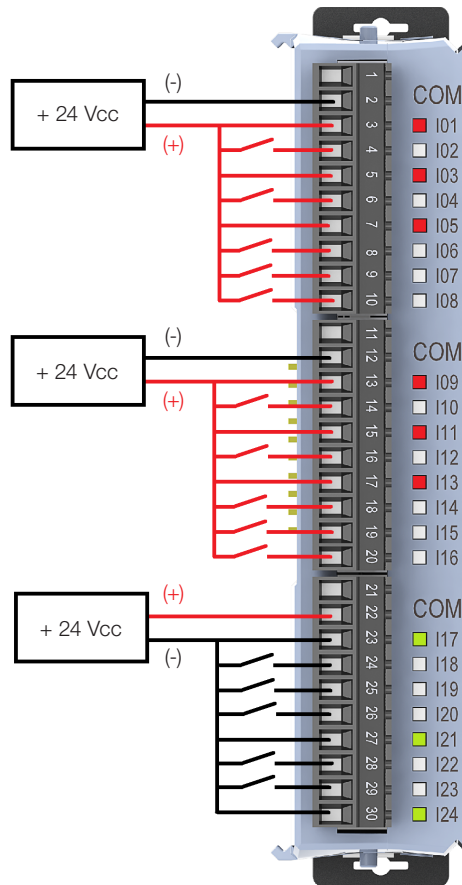 (-)
+ 24 Vcc
(+)
1
2
3
4
5
6
7
8
9
10
COM
I01
I02
I03
I04
I05
I06
I07
I08
(-)
+ 24 Vcc
(+)
11
12
13
14
15
16
17
18
19
20
COM
I09
I10
I11
I12
I13
I14
I15
I16
(+)
+ 24 Vcc
(-)
21
22
23
24
25
26
27
28
29
30
COM
I17
I18
I19
I20
I21
I22
I23
I24